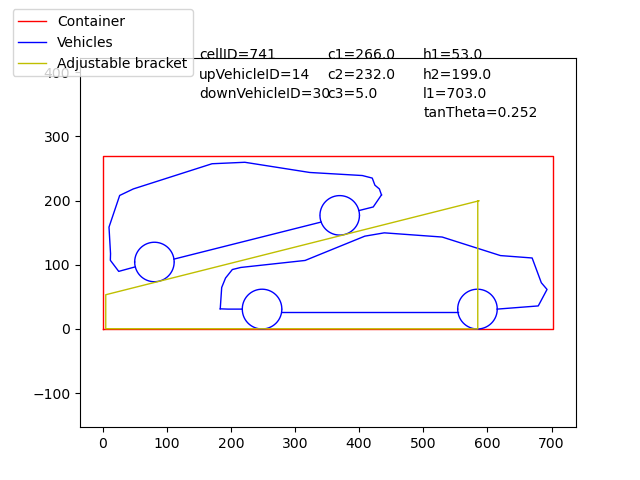 Container
Vehicles
Adjustable bracket
cellID=741 c1=266.0 h1=53.0
upVehicleID=14 c2=232.0 h2=199.0
downVehicleID=30 c3=5.0 l1=703.0
tanTheta=0.252
400
300
200
100
0
−100
0 100 200 300 400 500 600 700